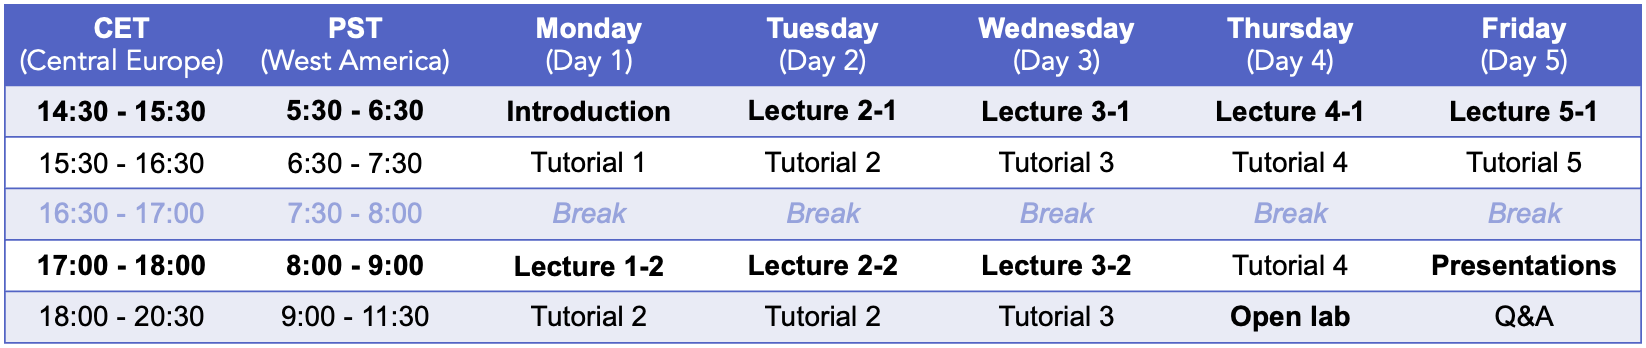 CET PST Monday Tuesday Wednesday Thursday Friday
(Central Europe) (West America) (Day 1) (Day 2) (Day 3) (Day 4) (Day 5)
14:30 - 15:30 5:30 - 6:30 Introduction Lecture 2-1 Lecture 3-1 Lecture 4-1 Lecture 5-1
15:30 - 16:30 6:30 - 7:30 Tutorial 1 Tutorial 2 Tutorial 3 Tutorial 4 Tutorial 5
16:30 - 17:00 7:30 - 8:00 Break Break Break Break Break
17:00 - 18:00 8:00 - 9:00 Lecture 1-2 Lecture 2-2 Lecture 3-2 Tutorial 4 Presentations
18:00 - 20:30 9:00 - 11:30 Tutorial 2 Tutorial 2 Tutorial 3 Open lab Q&A